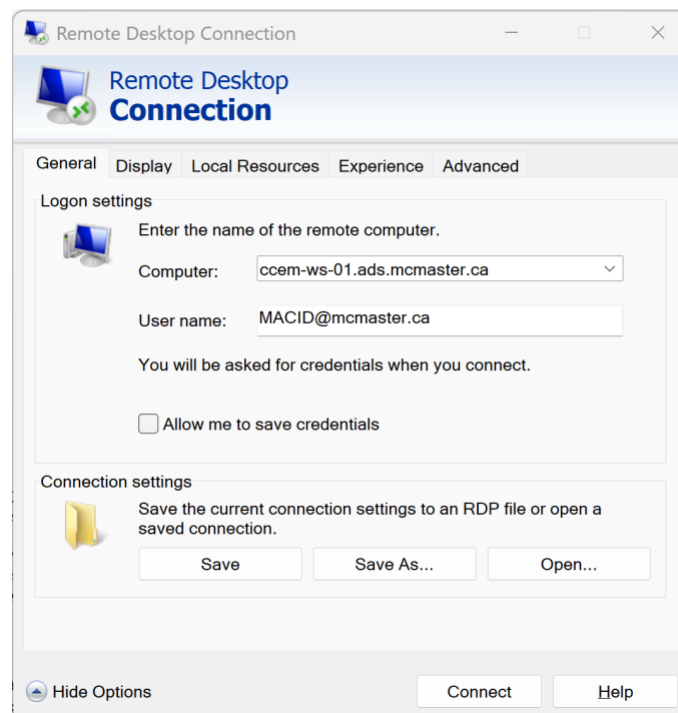 Remote Desktop Connection
Remote Desktop
Connection
General Display Local Resources Experience Advanced
Logon settings
Enter the name of the remote computer.
Computer: ccem-ws-01.ads.mcmaster.ca
User name: MACID@mcmaster.ca
You will be asked for credentials when you connect.
Allow me to save credentials
Connection settings
Save the current connection settings to an RDP file or open a
saved connection.
Save Save As... Open...
Hide Options Connect Help